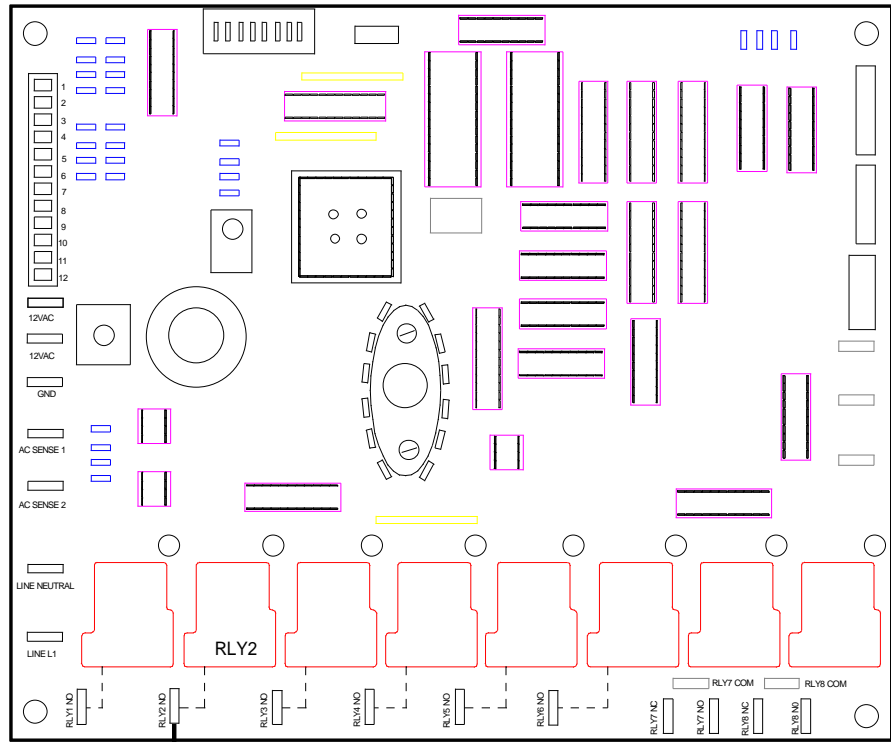 1
2
3
4
5
6
7
8
9
10
11
12
12VAC
12VAC
GND
AC SENSE 1
AC SENSE 2
LINE NEUTRAL
LINE L1
RLY2
RLY7 COM
RLY8 COM
RLY1 NO
RLY2 NO
RLY3 NO
RLY4 NO
RLY5 NO
RLY6 NO
RLY7 NC
RLY7 NO
RLY8 NC
RLY8 N0